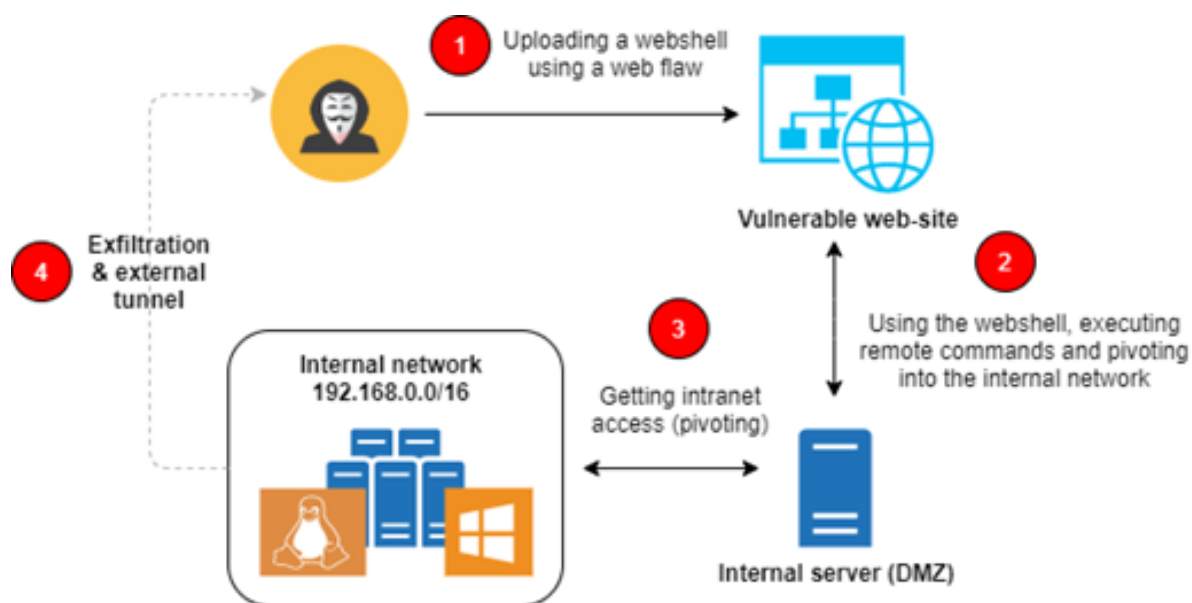 1
Uploading a webshell
using a web flaw
Vulnerable web-site
2
Using the webshell, executing
remote commands and pivoting
into the internal network
3
Getting intranet
access (pivoting)
Internal server (DMZ)
Internal network
192.168.0.0/16
4
Exfiltration
& external
tunnel